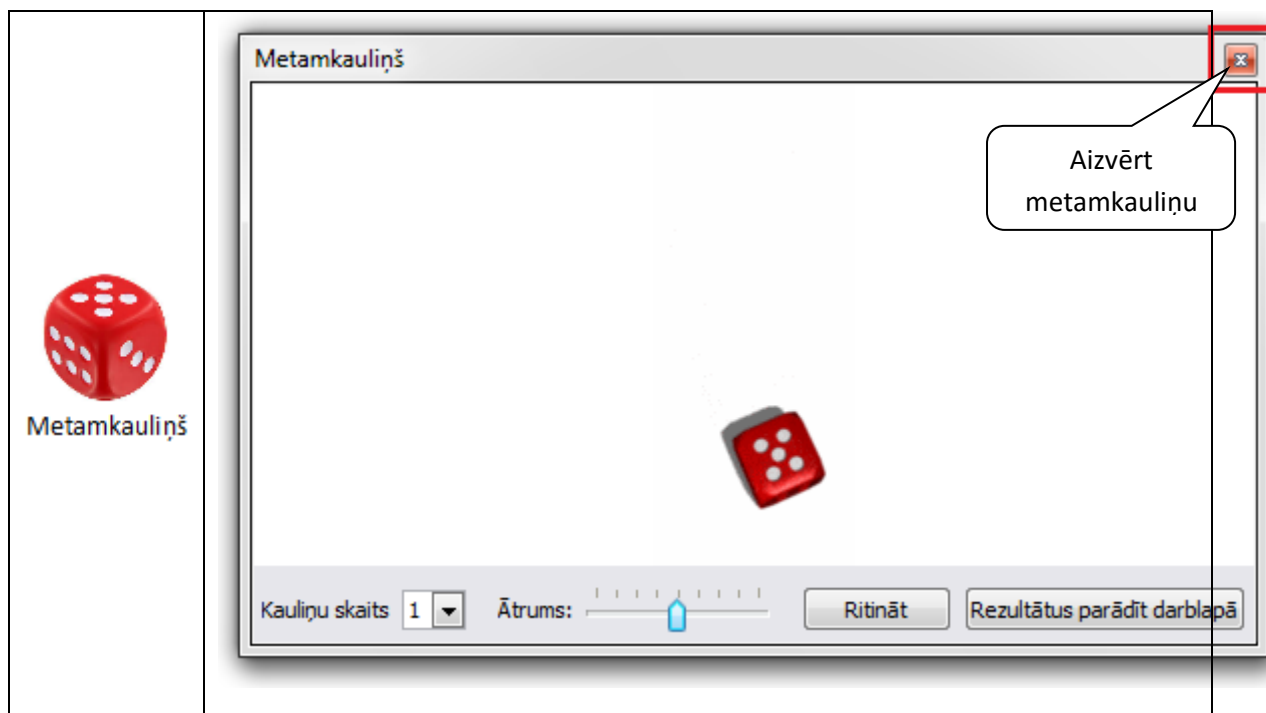 Metamkauliņš
Metamkauliņš
Aizvērt
metamkauliņu
Kauliņu skaits 1 Ātrums: Ritināt Rezultātus parādīt darblapā